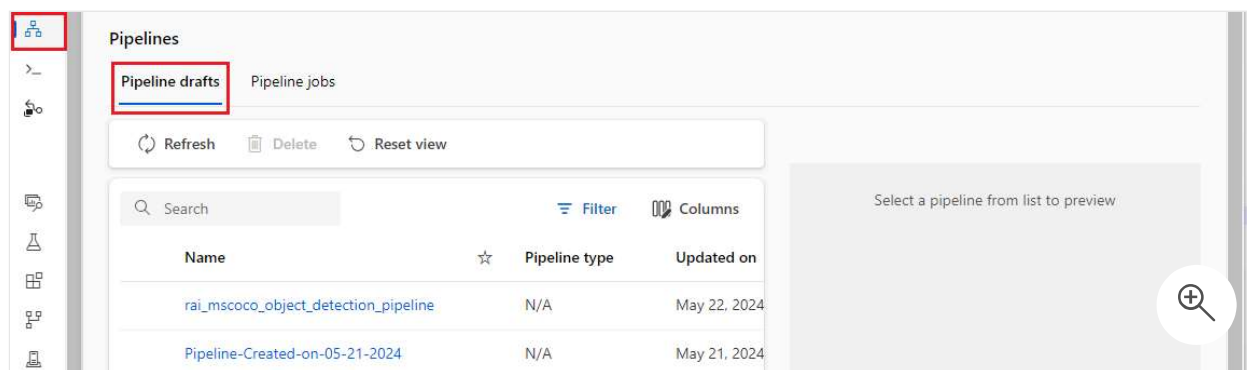 Pipelines
Pipeline drafts Pipeline jobs
Refresh Delete Reset view
Search Filter Columns
Select a pipeline from list to preview
Name Pipeline type Updated on
rai_mscoco_object_detection_pipeline N/A May 22, 2024
Pipeline-Created-on-05-21-2024 N/A May 21, 2024